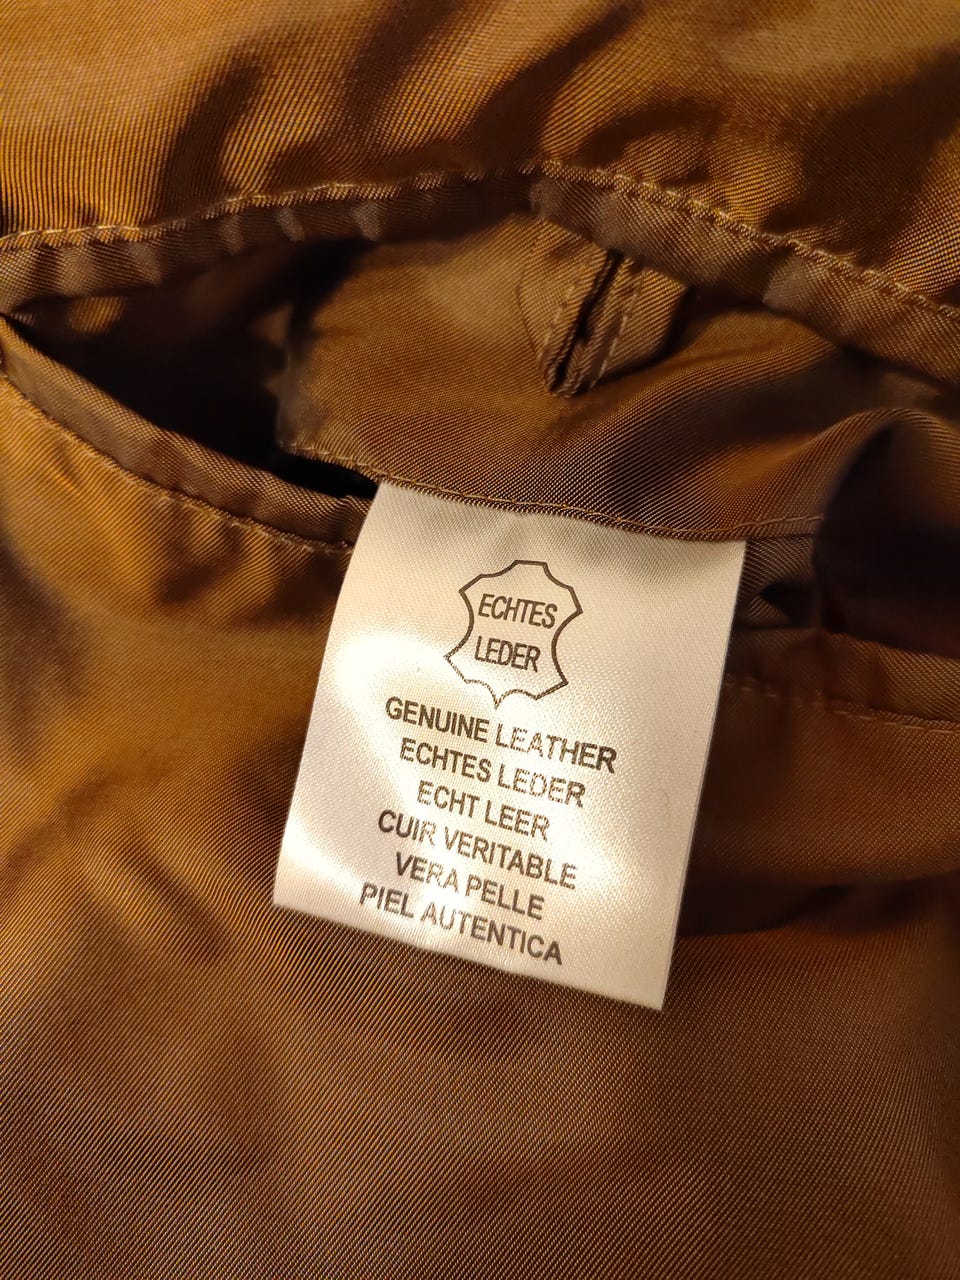 ECHTES
LEDER
GENUINE LEATHER
ECHTES LEDER
ECHT LEER
CUIR VERITABLE
VERA PELLE
PIEL AUTENTICA